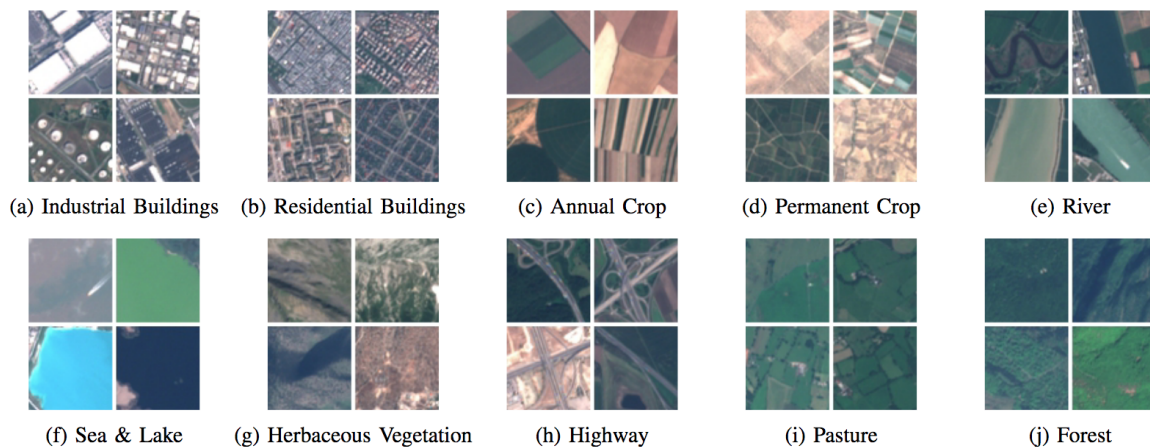 (a) Industrial Buildings
(b) Residential Buildings
(c) Annual Crop
(d) Permanent Crop
(e) River
(f) Sea & Lake
(g) Herbaceous Vegetation
(h) Highway
(i) Pasture
(j) Forest